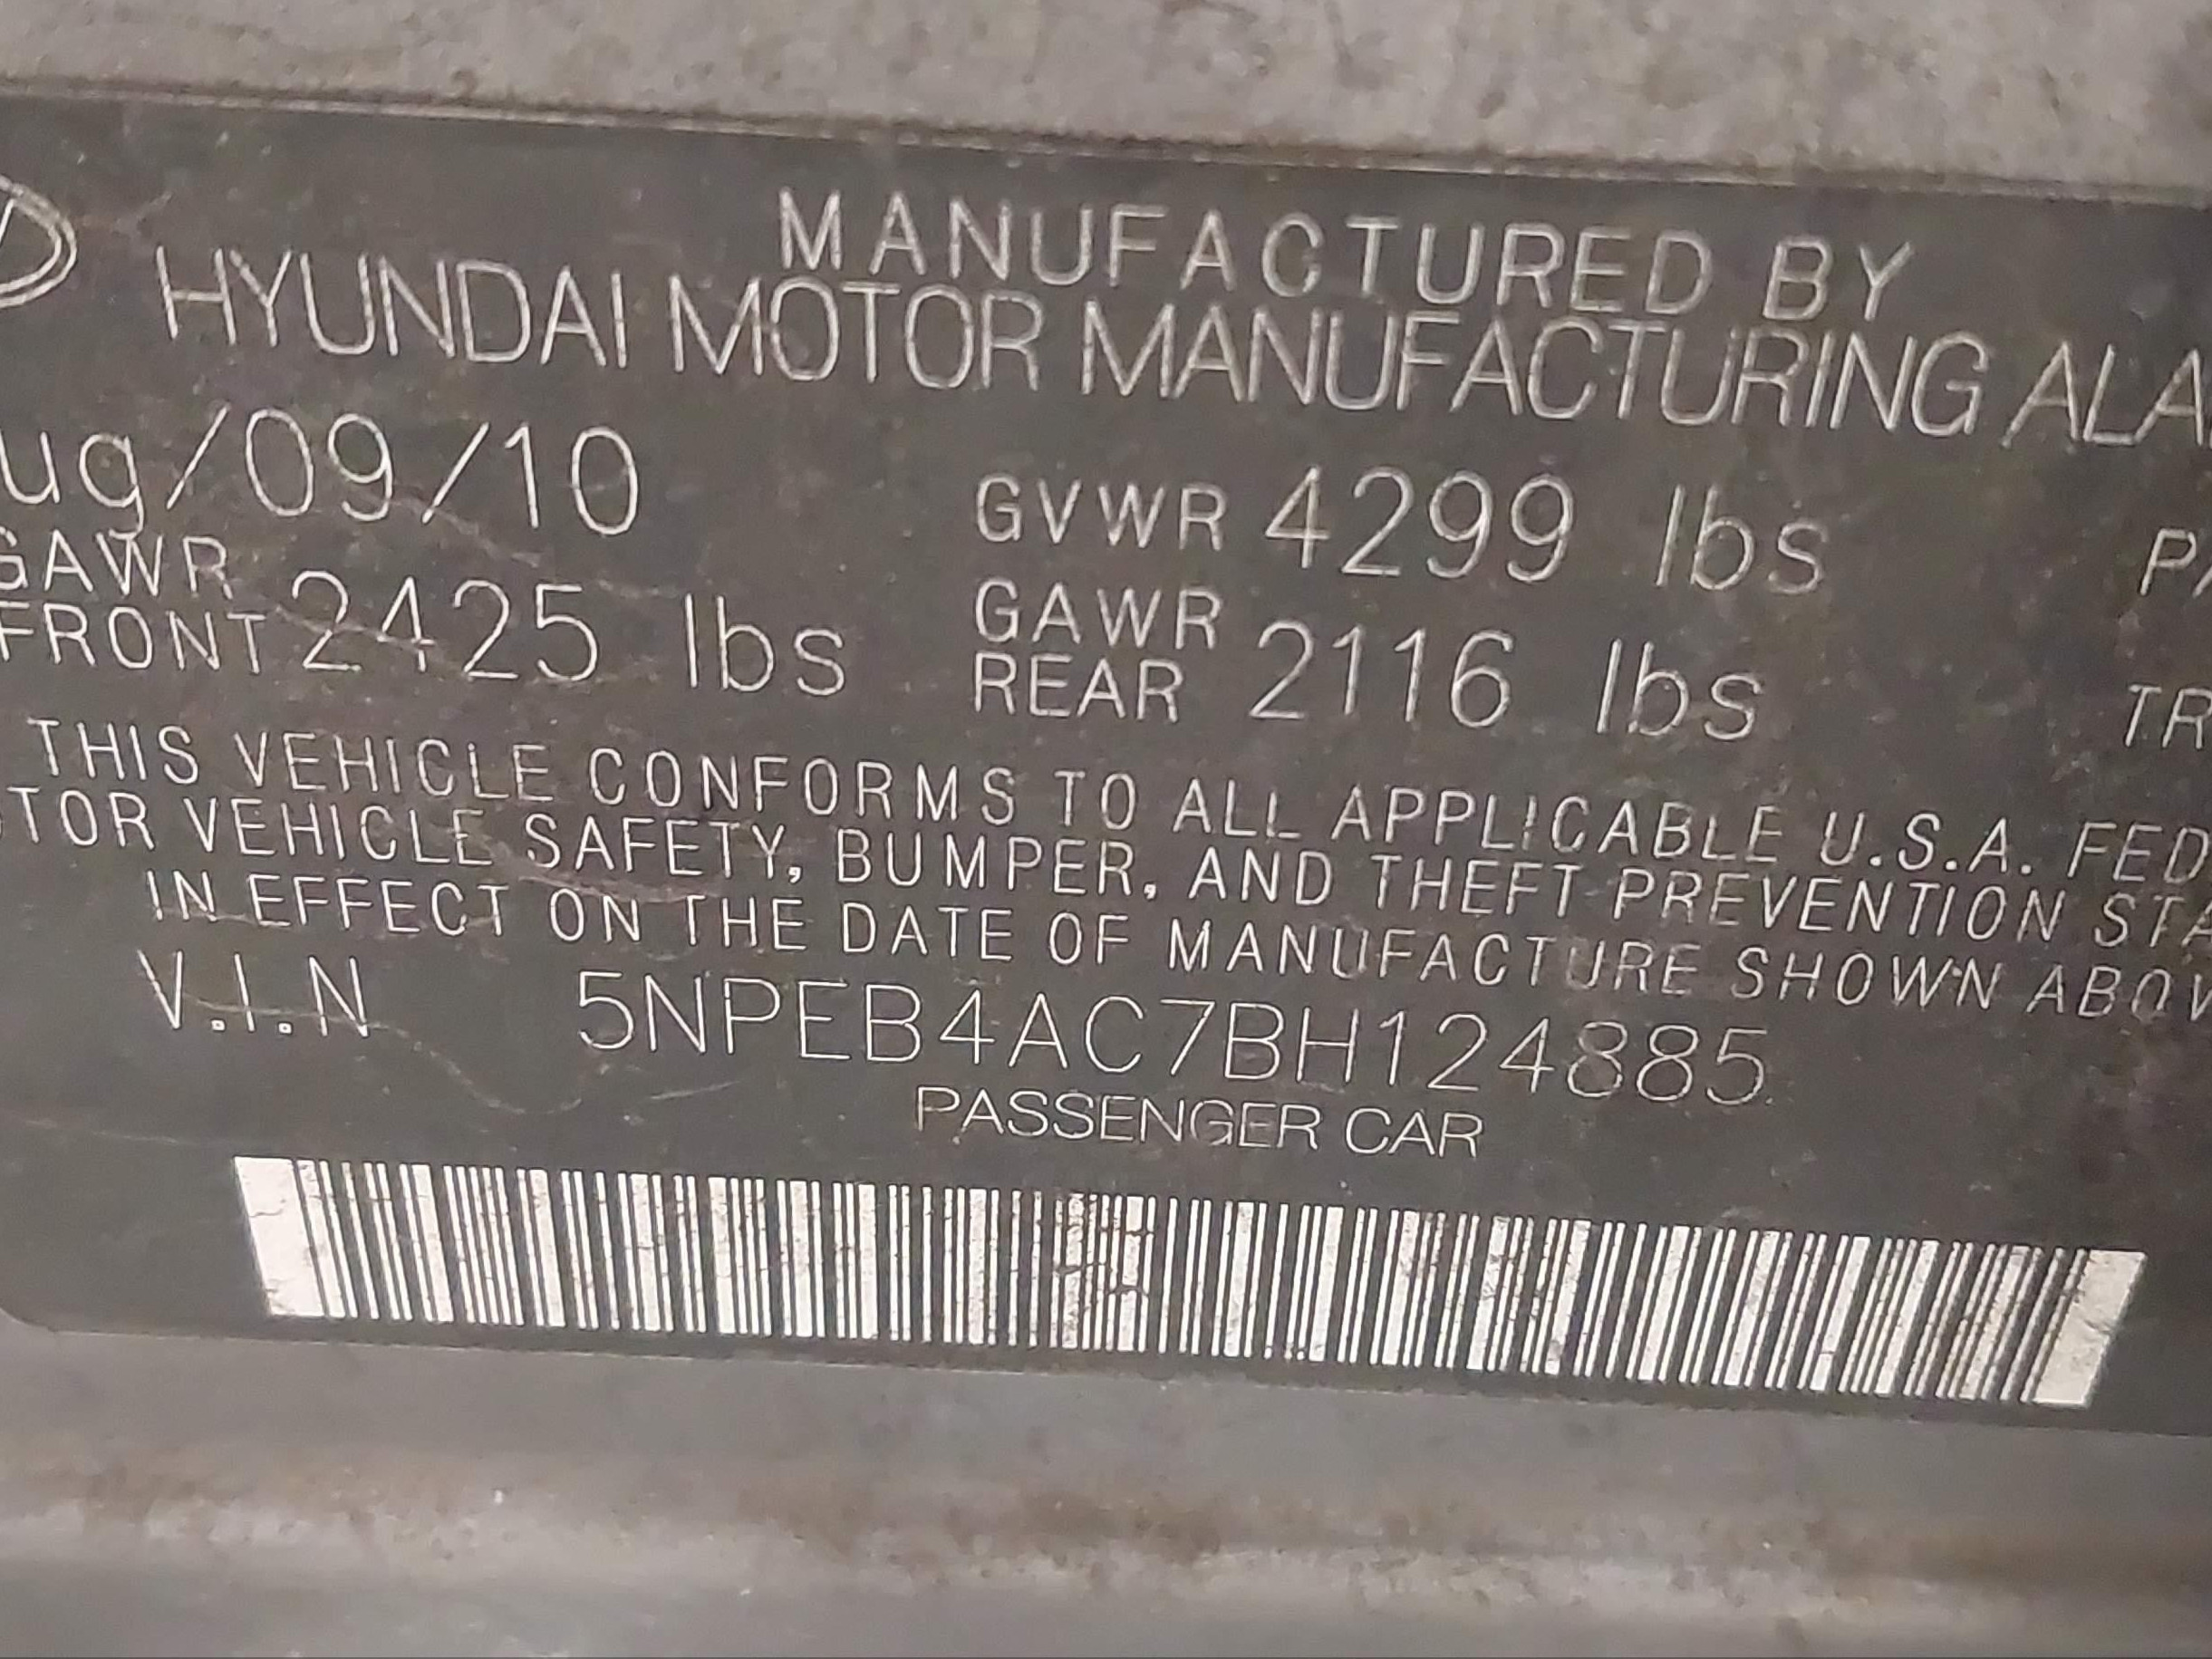 MANUFACTURED BY
HYUNDAI MOTOR MANUFACTURING ALA
ug/09/10 GVWR 4299 lbs PA
GAWR FRONT 2425 lbs GAWR REAR 2116 lbs TR
THIS VEHICLE CONFORMS TO ALL APPLICABLE U.S.A. FED
TOR VEHICLE SAFETY, BUMPER, AND THEFT PREVENTION STA
IN EFFECT ON THE DATE OF MANUFACTURE SHOWN ABOV
V.I.N 5NPEB4AC7BH124885
PASSENGER CAR